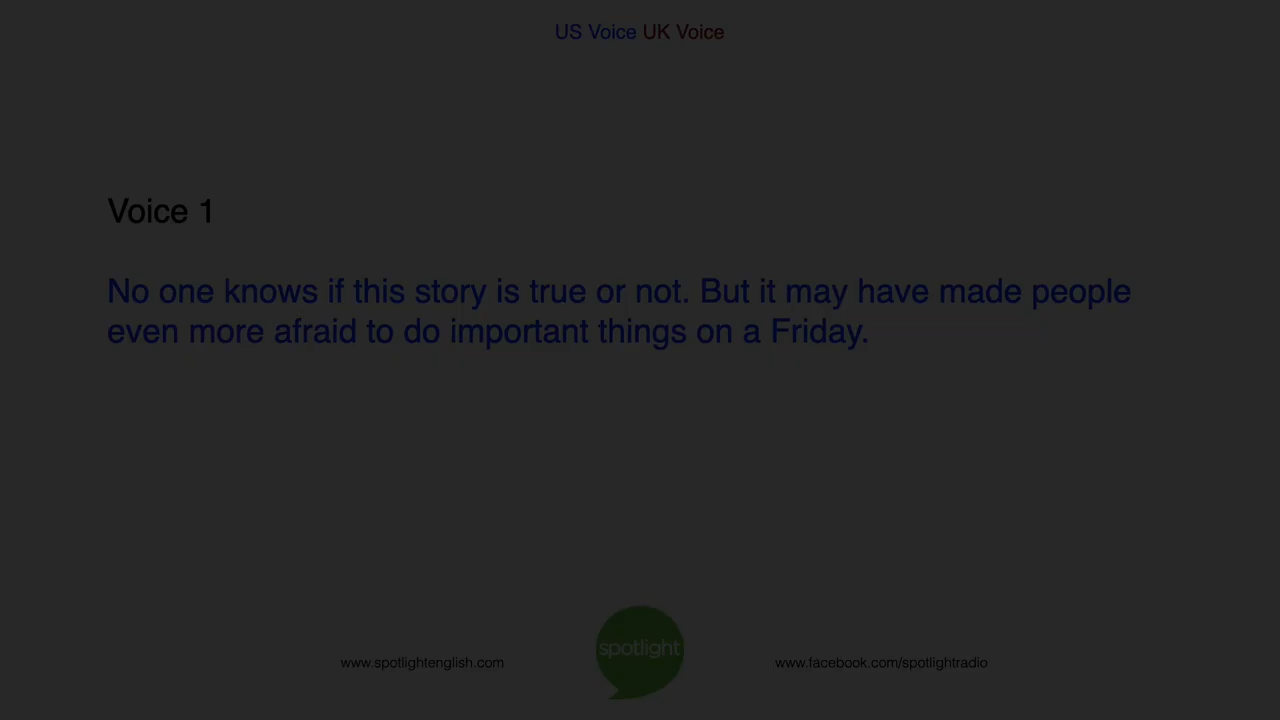 US Voice UK Voice
Voice 1
No one knows if this story is true or not. But it may have made people
even more afraid to do important things on a Friday.
spotlight
www.spotlightenglish.com
www.facebook.com/spotlightradio